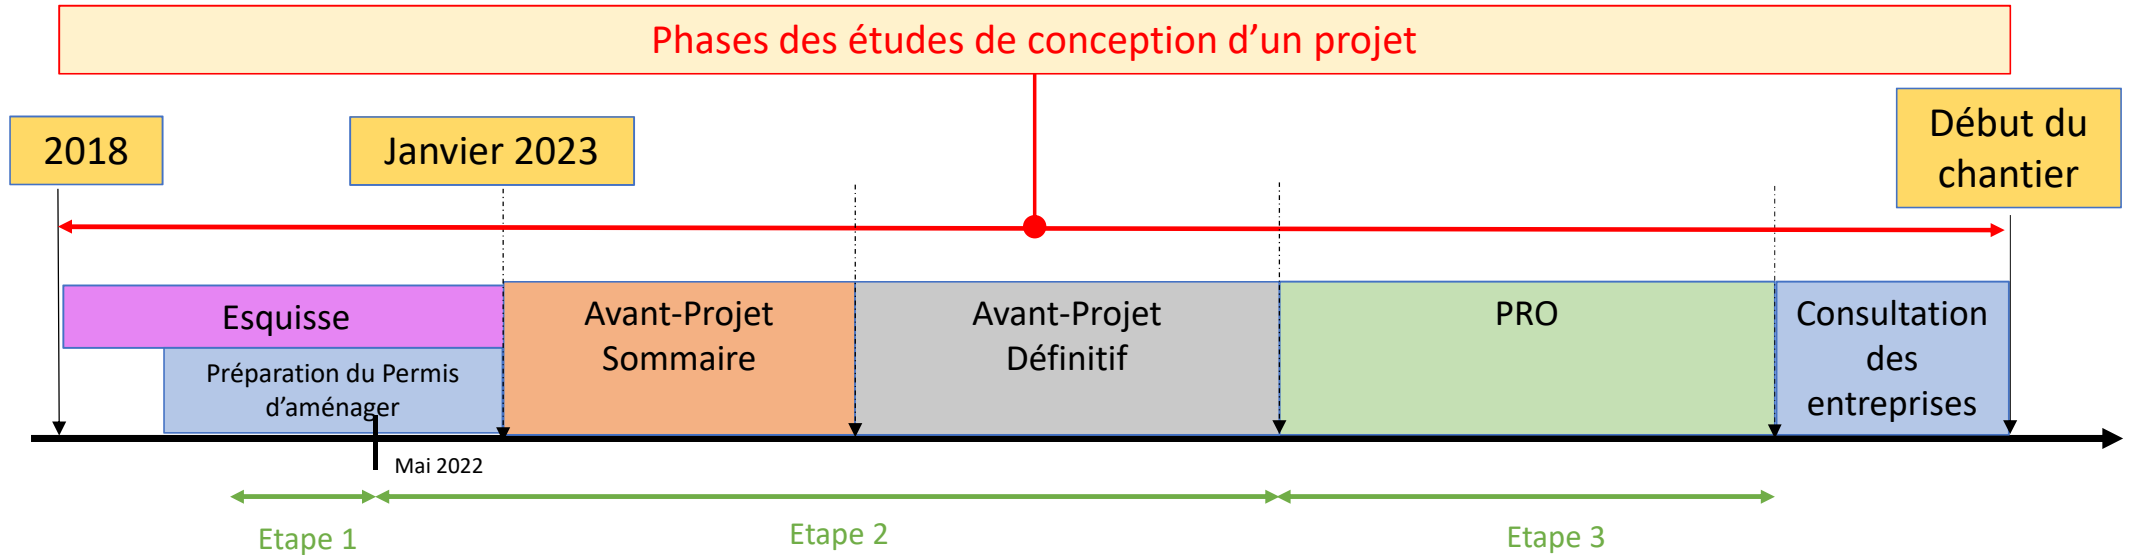 Phases des études de conception d’un projet
2018
Janvier 2023
Début du
chantier
Esquisse
Préparation du Permis
d’aménager
Avant-Projet
Sommaire
Avant-Projet
Définitif
PRO
Consultation
des
entreprises
Mai 2022
Etape 1
Etape 2
Etape 3